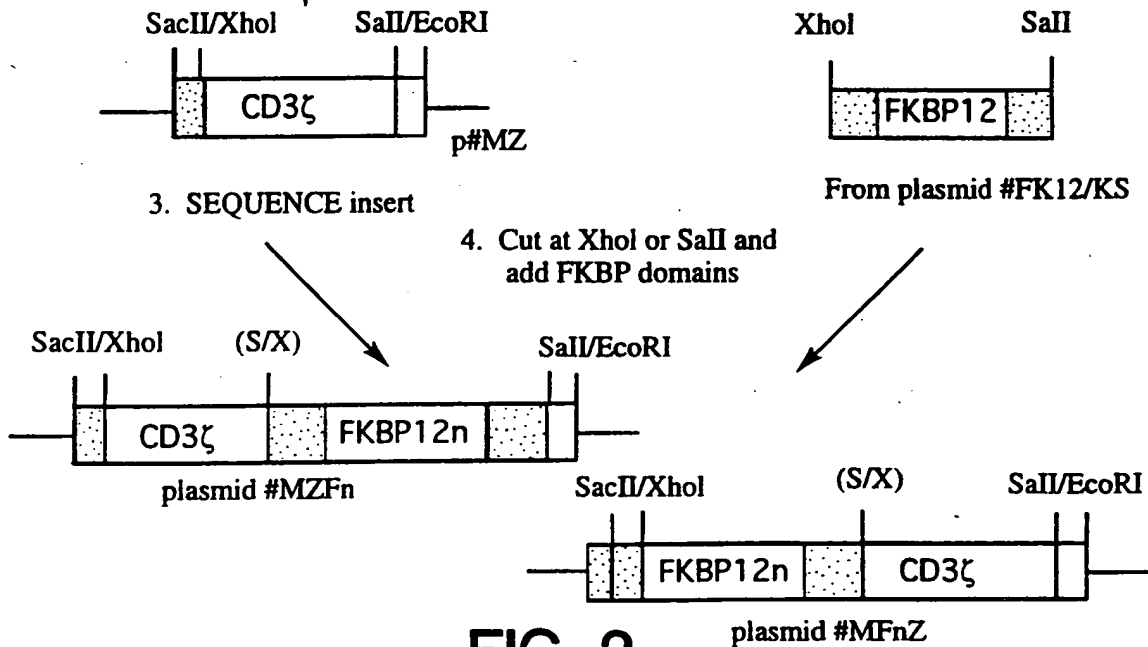 SacII/XhoI SalI/EcoRI
XhoI SalI
CD3ζ
FKBP12
p#MZ
3. SEQUENCE insert
From plasmid #FK12/KS
4. Cut at XhoI or SalI and
add FKBP domains
SacII/XhoI (S/X) SalI/EcoRI
CD3ζ FKBP12n
plasmid #MZFn
SacII/XhoI (S/X) SalI/EcoRI
FKBP12n CD3ζ
plasmid #MFnZ